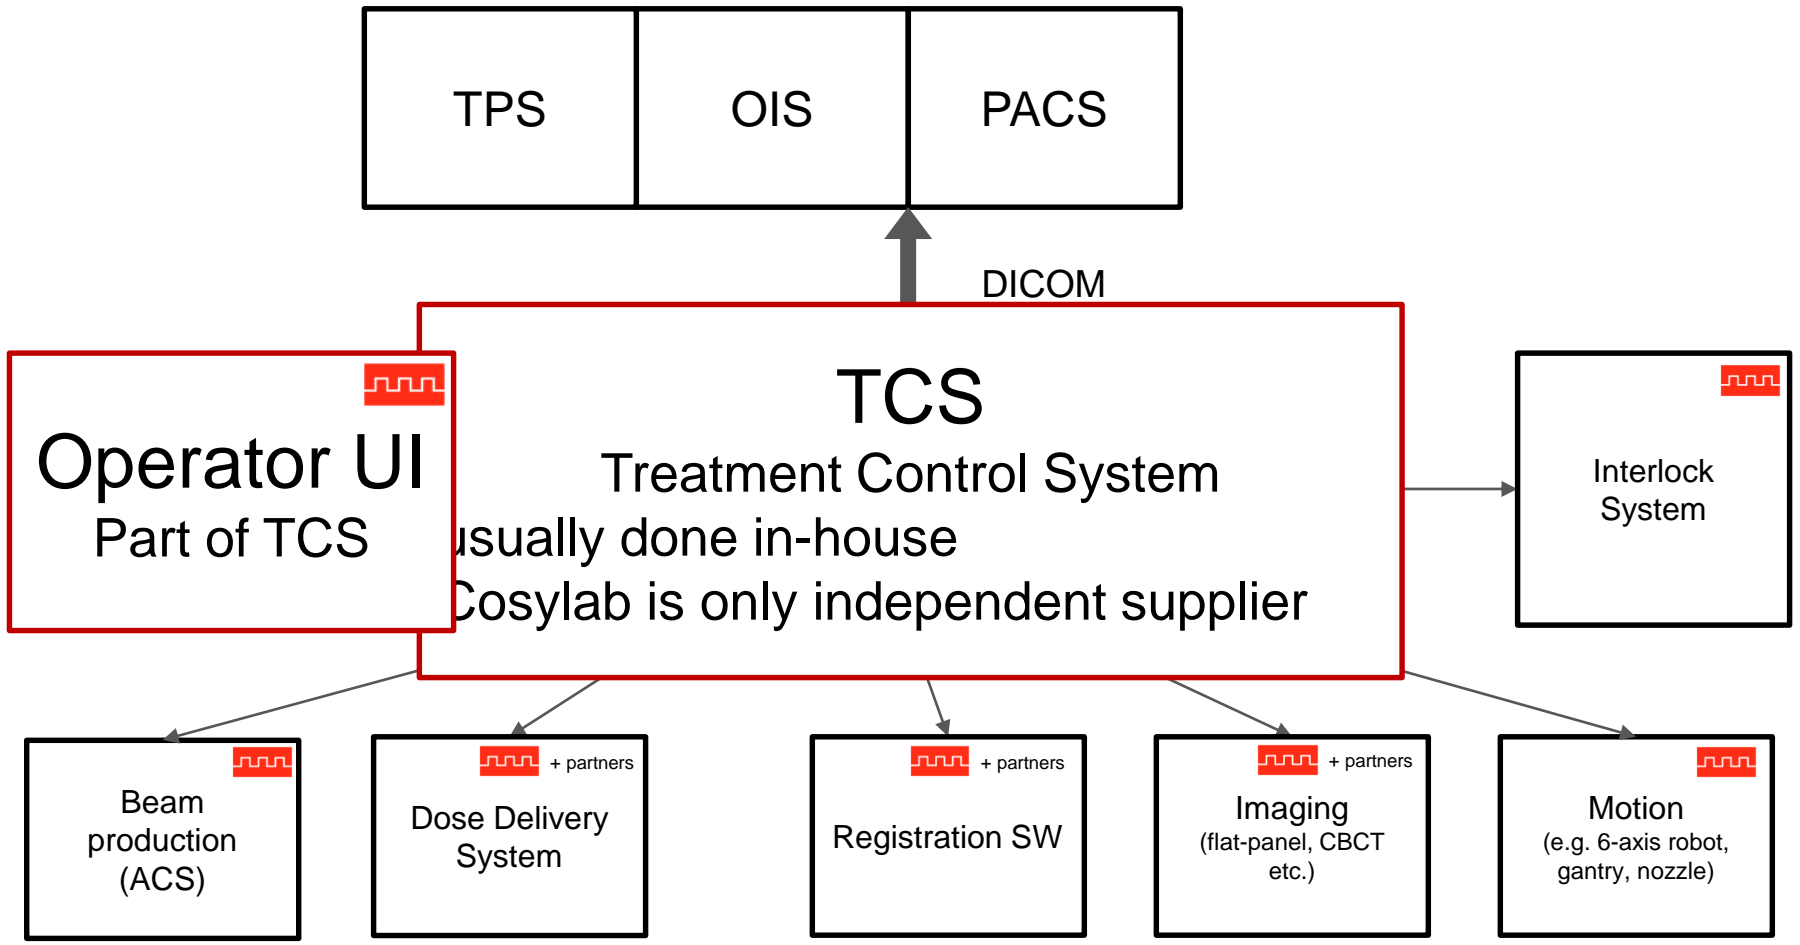 TPS
OIS
PACS
DICOM
TCS
Treatment Control System
usually done in-house
Cosylab is only independent supplier
Operator UI
Part of TCS
Interlock
System
Beam
production
(ACS)
+ partners
Dose Delivery
System
+ partners
Registration SW
+ partners
Imaging
(flat-panel, CBCT
etc.)
Motion
(e.g. 6-axis robot,
gantry, nozzle)